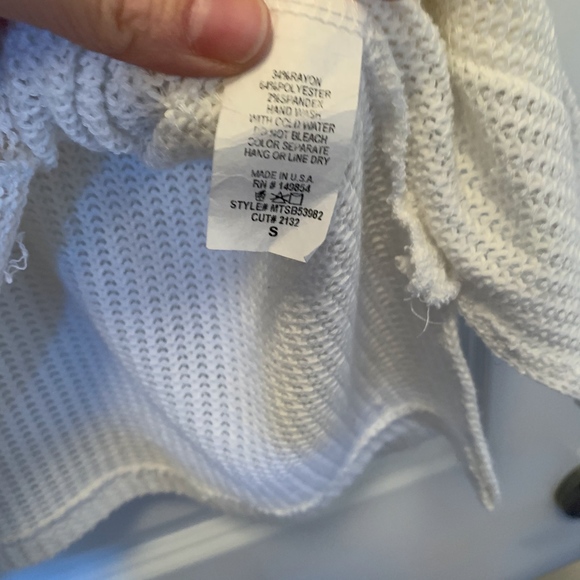 34%RAYON
64%POLYESTER
2%SPANDEX
HAND WASH
WITH COLD WATER
DO NOT BLEACH
COLOR SEPARATE
HANG OR LINE DRY
MADE IN U.S.A
RN # 149854
STYLE# MTSB53982
CUT# 2132
S